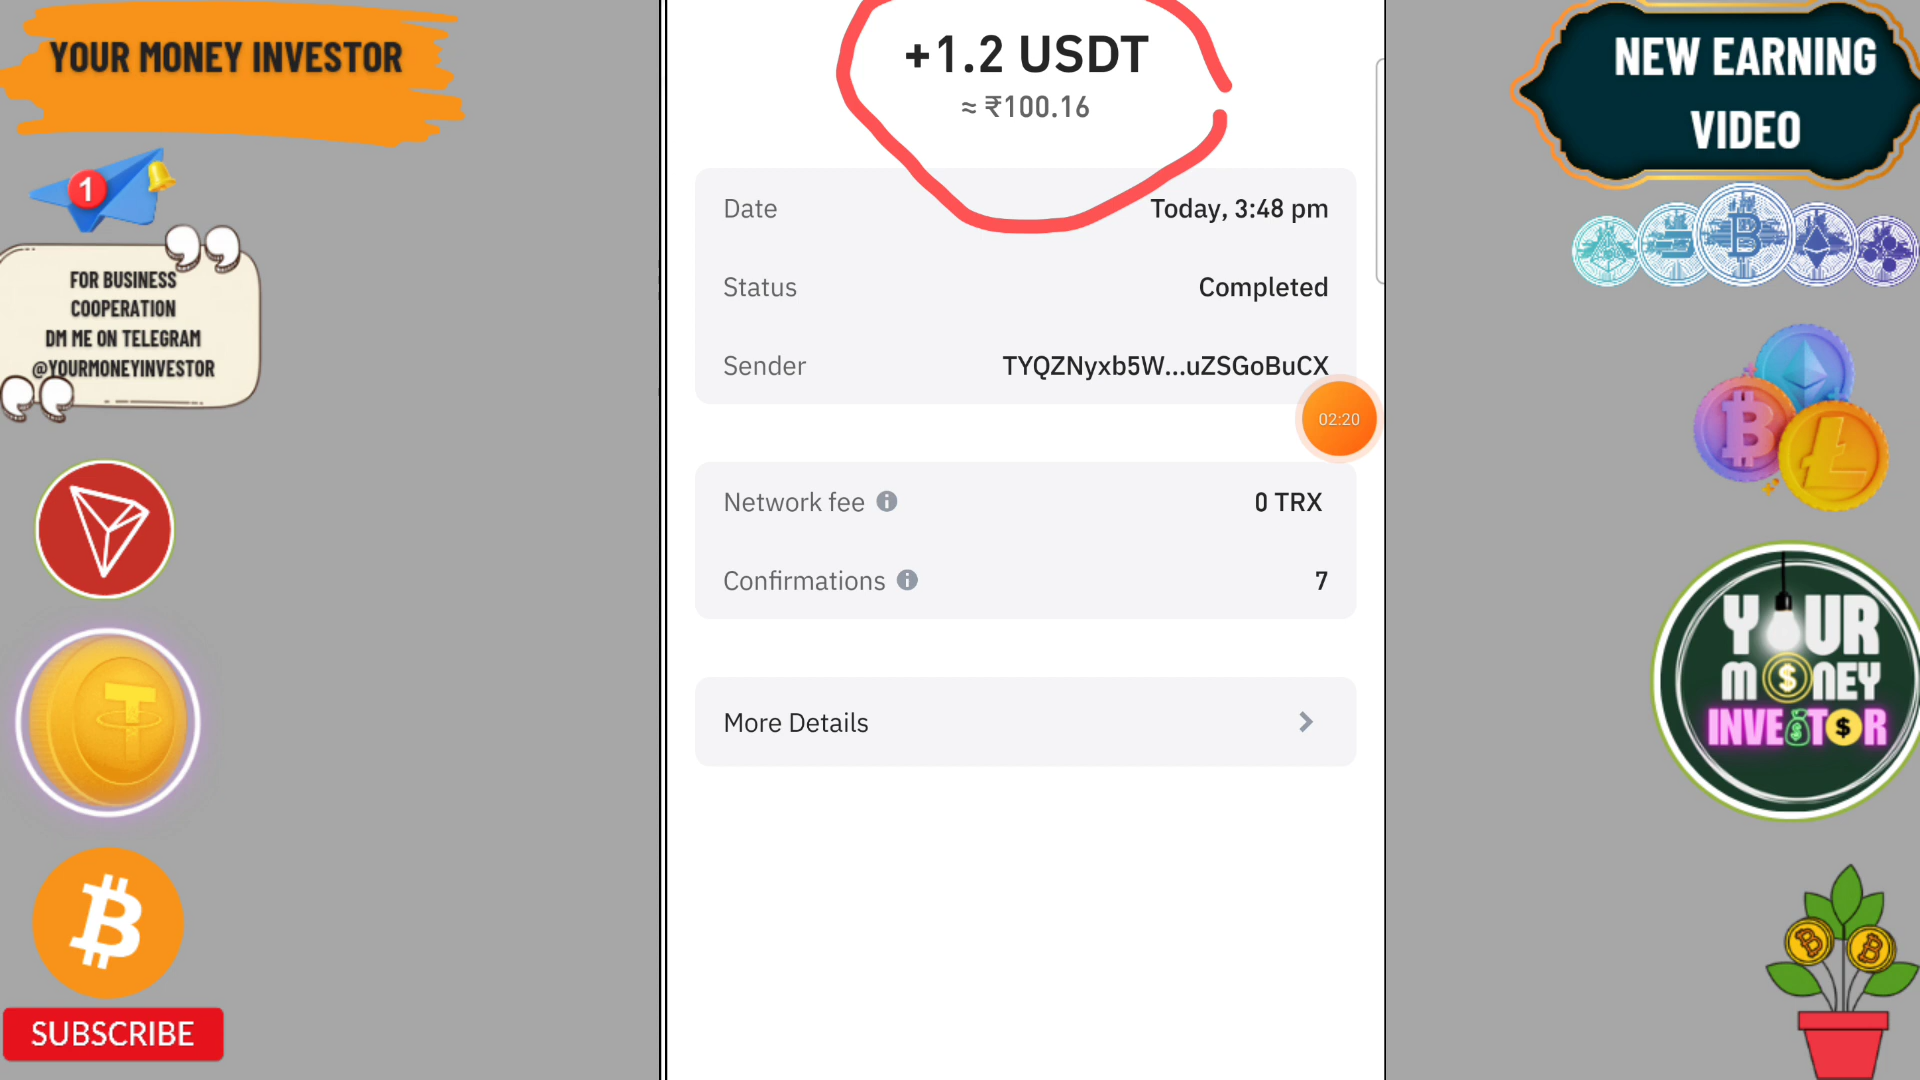 YOUR MONEY INVESTOR
1
FOR BUSINESS
COOPERATION
DM ME ON TELEGRAM
@YOURMONEYINVESTOR
SUBSCRIBE
+1.2 USDT
≈ ₹100.16
Date Today, 3:48 pm
Status Completed
Sender TYQZNyxb5W...uZSGoBuCX
02:20
Network fee 0 TRX
Confirmations 7
More Details
NEW EARNING
VIDEO
YOUR
MONEY
INVESTOR